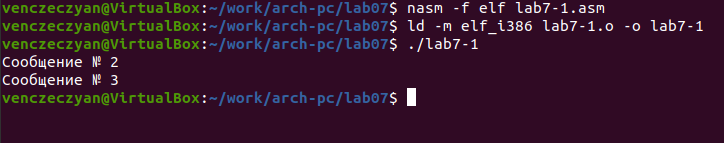 venczeczyan@VirtualBox:~/work/arch-pc/lab07$ nasm -f elf lab7-1.asm
venczeczyan@VirtualBox:~/work/arch-pc/lab07$ ld -m elf_i386 lab7-1.o -o lab7-1
venczeczyan@VirtualBox:~/work/arch-pc/lab07$ ./lab7-1
Сообщение № 2
Сообщение № 3
venczeczyan@VirtualBox:~/work/arch-pc/lab07$